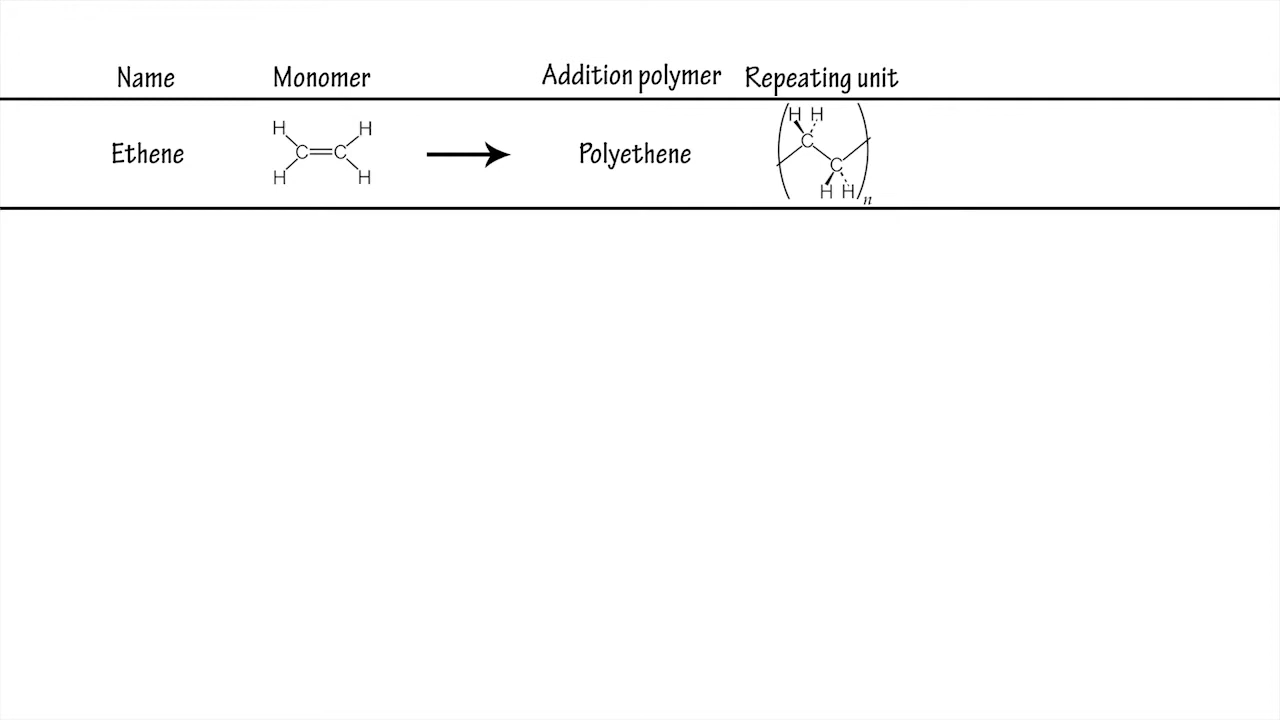 Name Monomer Addition polymer Repeating unit
H H H H
Ethene C C Polyethene C
C
H H H H n